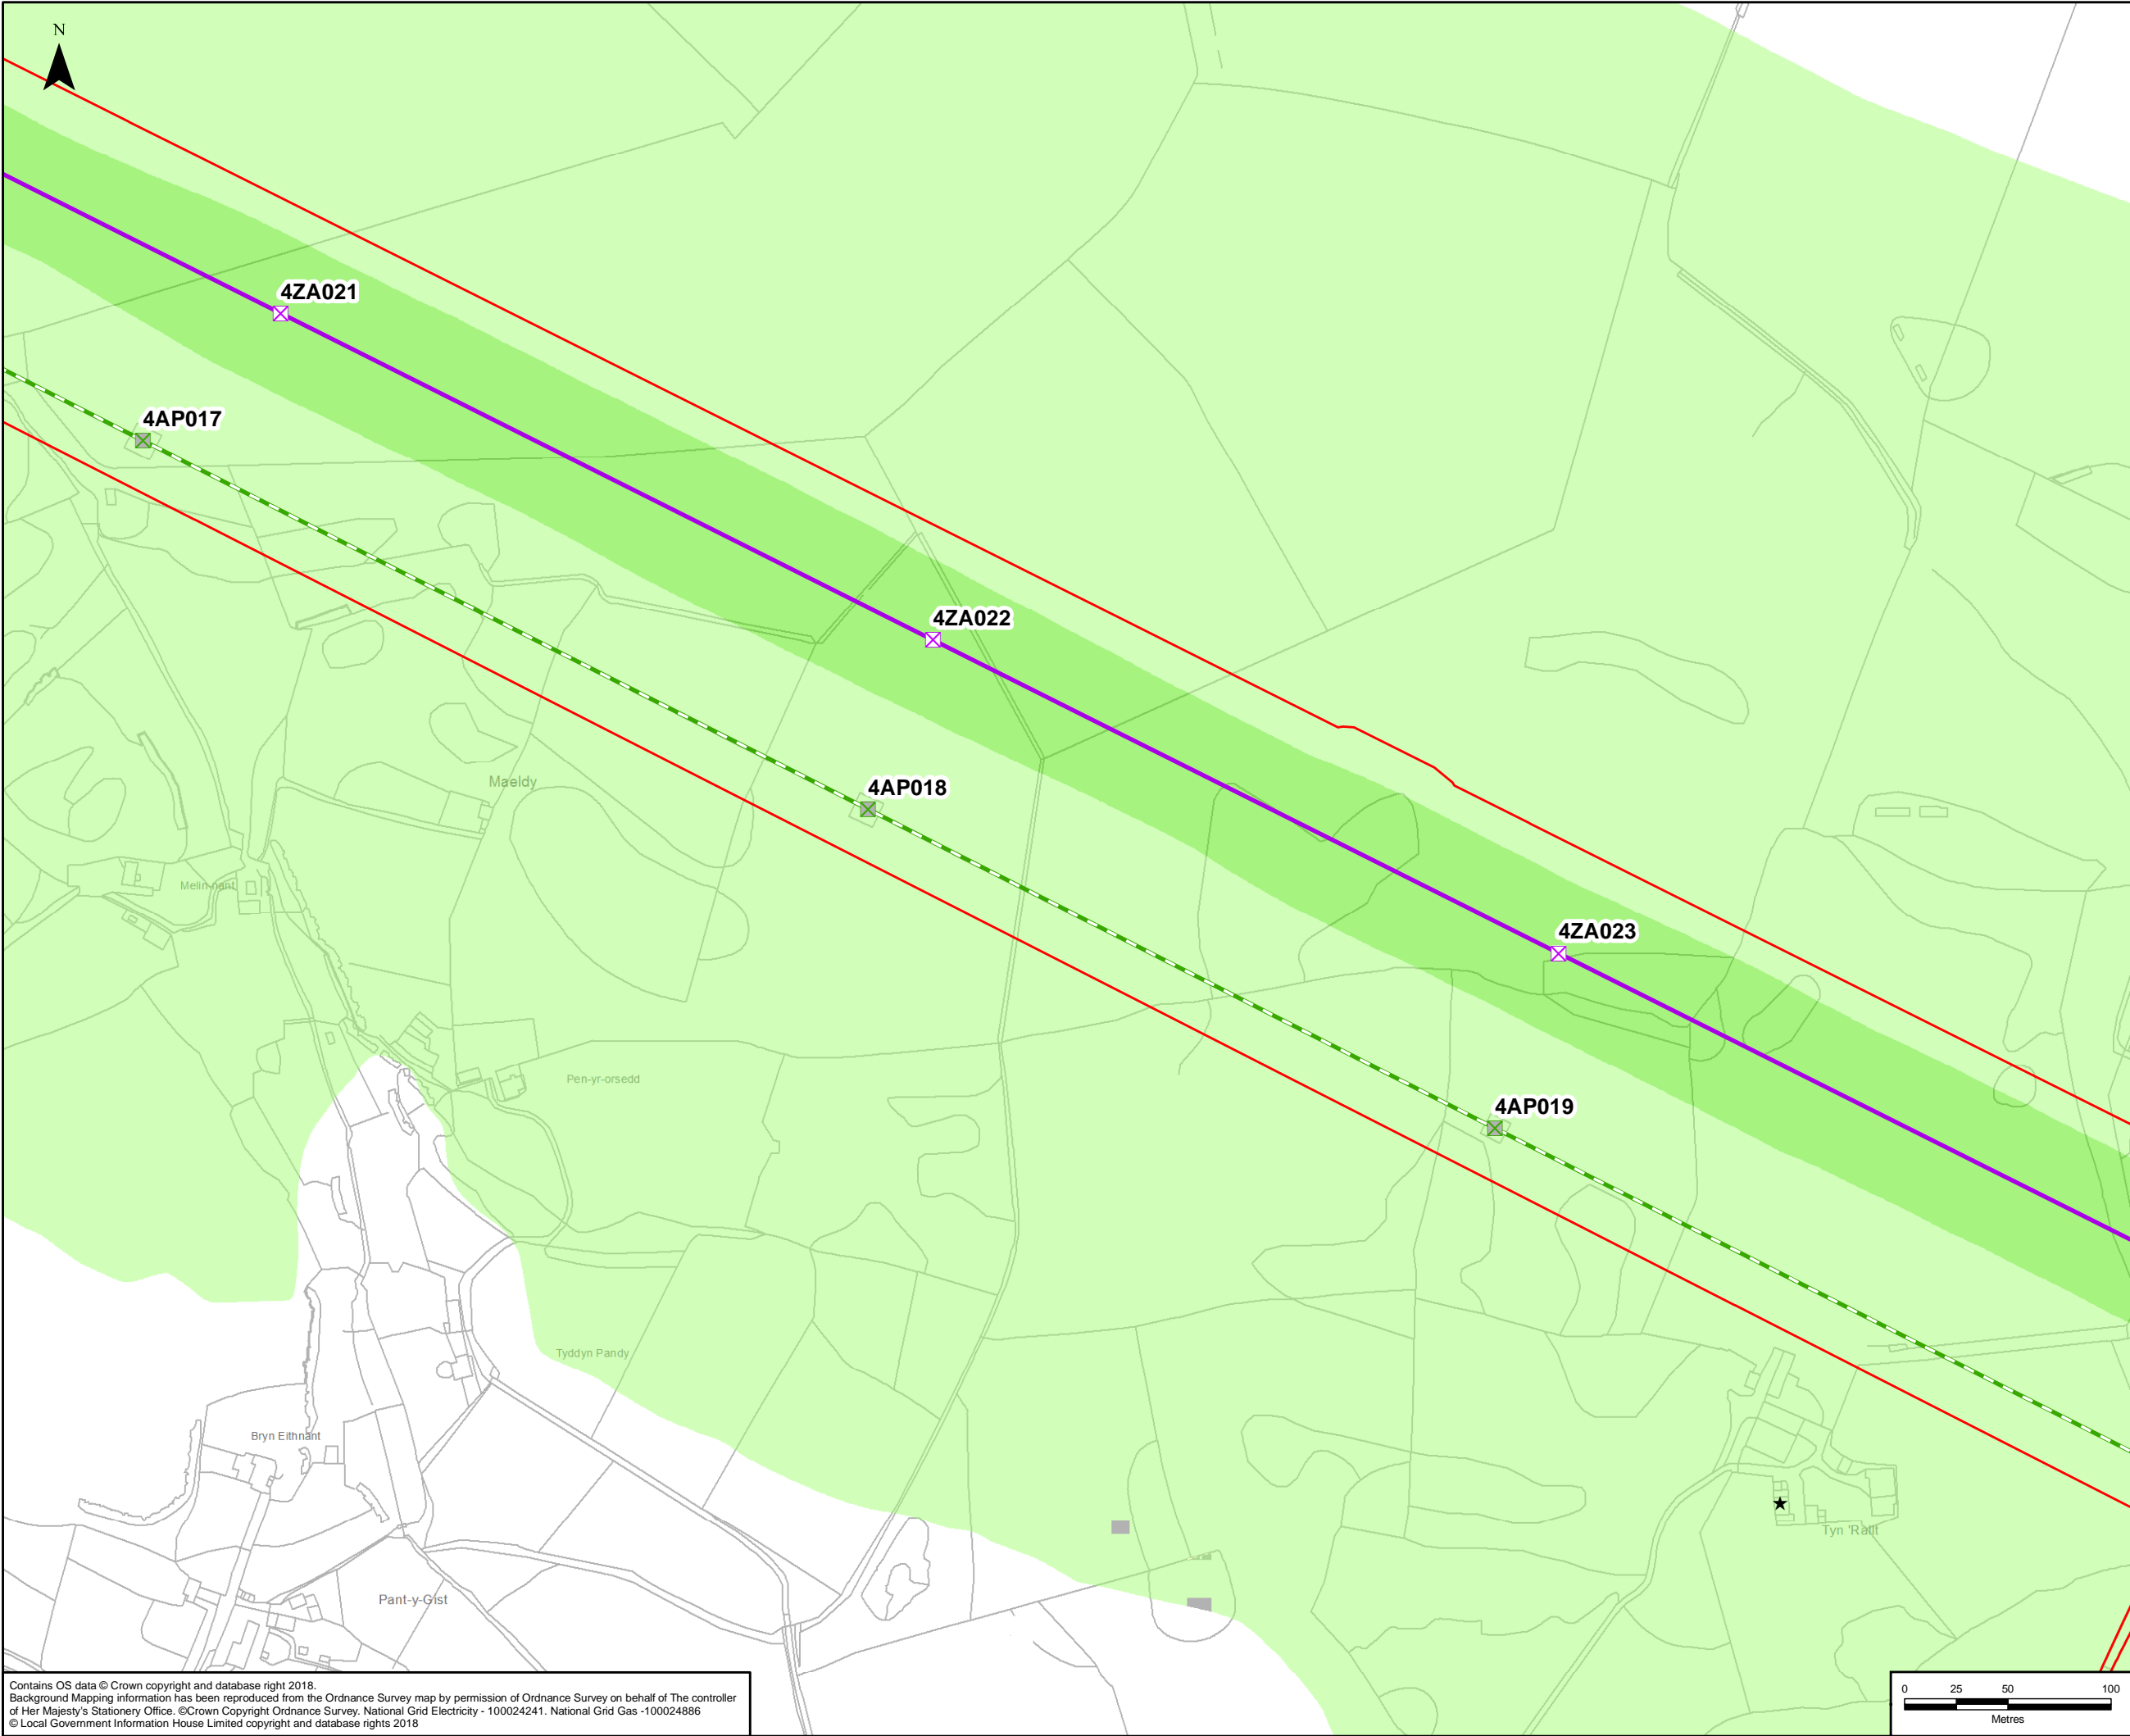 N
4ZA021
4AP017
4ZA022
4AP018
Maeldy
Melin-nant
4ZA023
Pen-yr-orsedd
4AP019
Tyddyn Pandy
Bryn Eithnant
Tyn 'Rallt
Pant-y-Gist
Contains OS data © Crown copyright and database right 2018.
Background Mapping information has been reproduced from the Ordnance Survey map by permission of Ordnance Survey on behalf of The controller
of Her Majesty's Stationery Office. ©Crown Copyright Ordnance Survey. National Grid Electricity - 100024241. National Grid Gas -100024886
© Local Government Information House Limited copyright and database rights 2018
0 25 50 100
Metres